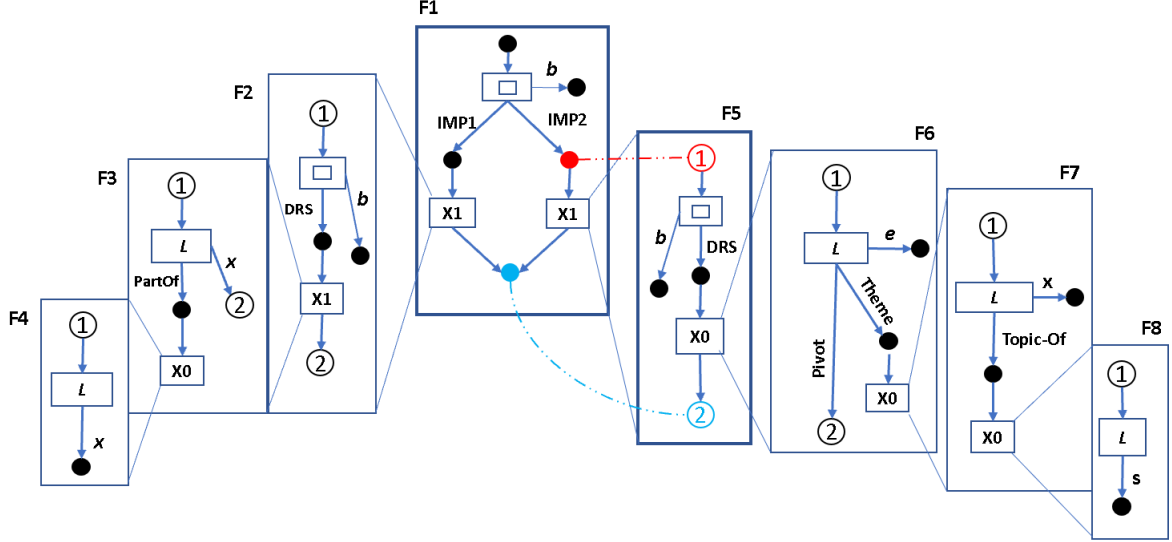 F1
b
IMP1
IMP2
X1
X1
F2
1
DRS
b
X1
2
F3
1
L
x
PartOf
2
X0
F4
1
L
x
F5
1
b
DRS
X0
2
F6
1
L
e
Theme
Pivot
X0
2
F7
1
L
x
Topic-Of
X0
F8
1
L
s